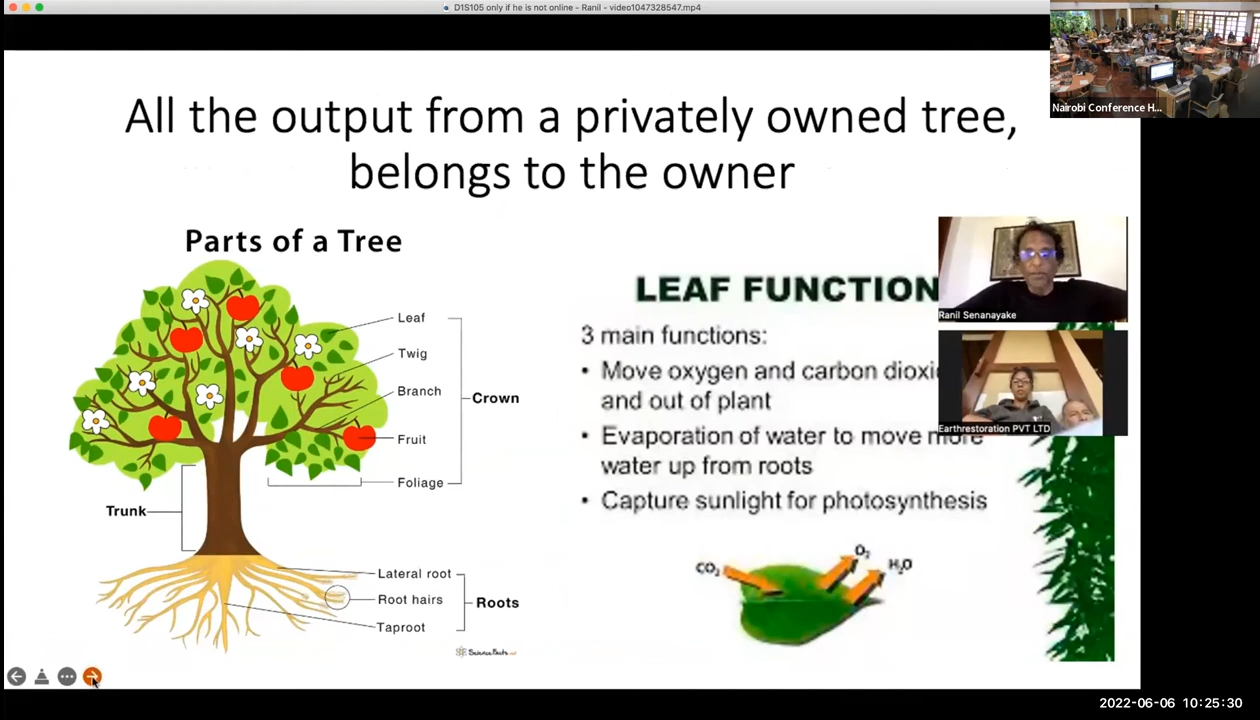 D1S105 only if he is not online - Ranil - video1047328547.mp4
Nairobi Conference H...
All the output from a privately owned tree,
belongs to the owner
Parts of a Tree
Leaf
Twig
Branch
Crown
Fruit
Foliage
Trunk
Lateral root
Root hairs
Roots
Taproot
ScienceFacts.net
LEAF FUNCTION
3 main functions:
• Move oxygen and carbon
and out of plant
• Evaporation of water to move more
water up from roots
• Capture sunlight for photosynthesis
CO₂
O₂
H₂O
Ranil Senanayake
Earthrestoration PVT LTD
2022-06-06 10:25:30